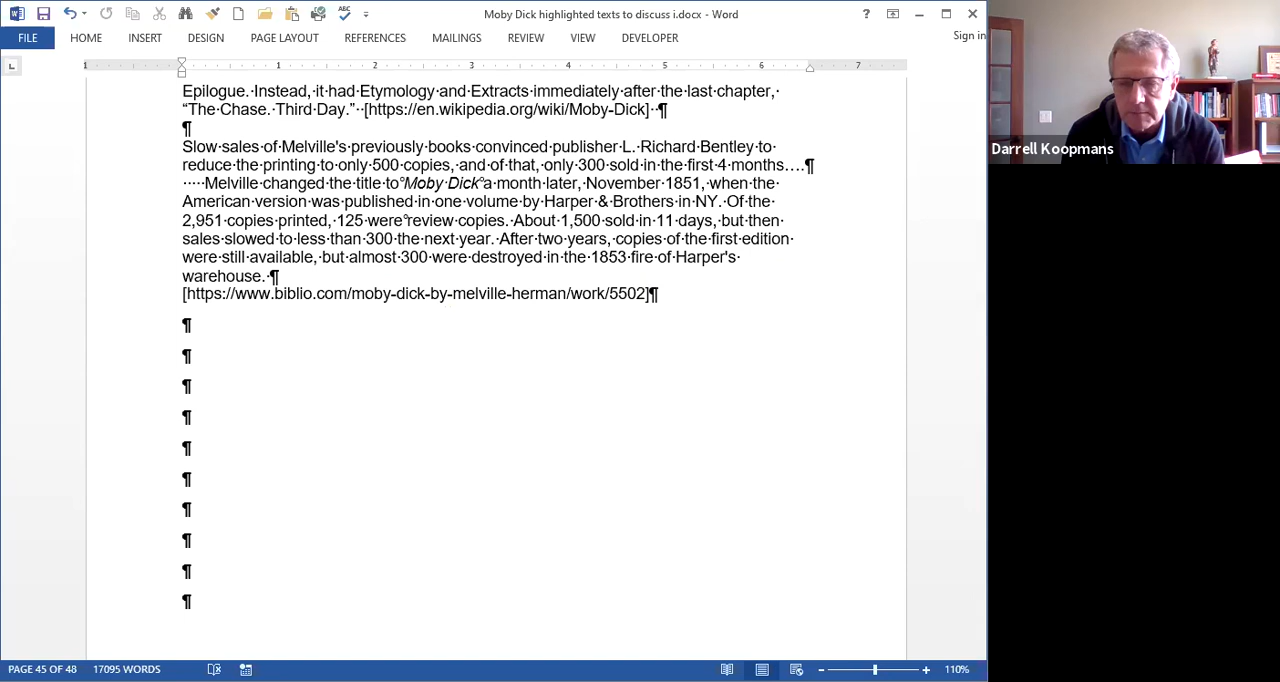 Moby Dick highlighted texts to discuss i.docx - Word
Sign in
FILE HOME INSERT DESIGN PAGE LAYOUT REFERENCES MAILINGS REVIEW VIEW DEVELOPER
1 1 2 3 4 5 6 7
Epilogue. Instead, it had Etymology and Extracts immediately after the last chapter,
“The Chase. Third Day.” [https://en.wikipedia.org/wiki/Moby-Dick] ¶
¶
Slow sales of Melville's previously books convinced publisher L. Richard Bentley to
reduce the printing to only 500 copies, and of that, only 300 sold in the first 4 months….¶
Melville changed the title to °Moby Dick° a month later, November 1851, when the
American version was published in one volume by Harper & Brothers in NY. Of the
2,951 copies printed, 125 were° review copies. About 1,500 sold in 11 days, but then
sales slowed to less than 300 the next year. After two years, copies of the first edition
were still available, but almost 300 were destroyed in the 1853 fire of Harper's
warehouse. ¶
[https://www.biblio.com/moby-dick-by-melville-herman/work/5502]¶
¶
¶
¶
¶
¶
¶
¶
¶
¶
¶
PAGE 45 OF 48 17095 WORDS 110%
Darrell Koopmans